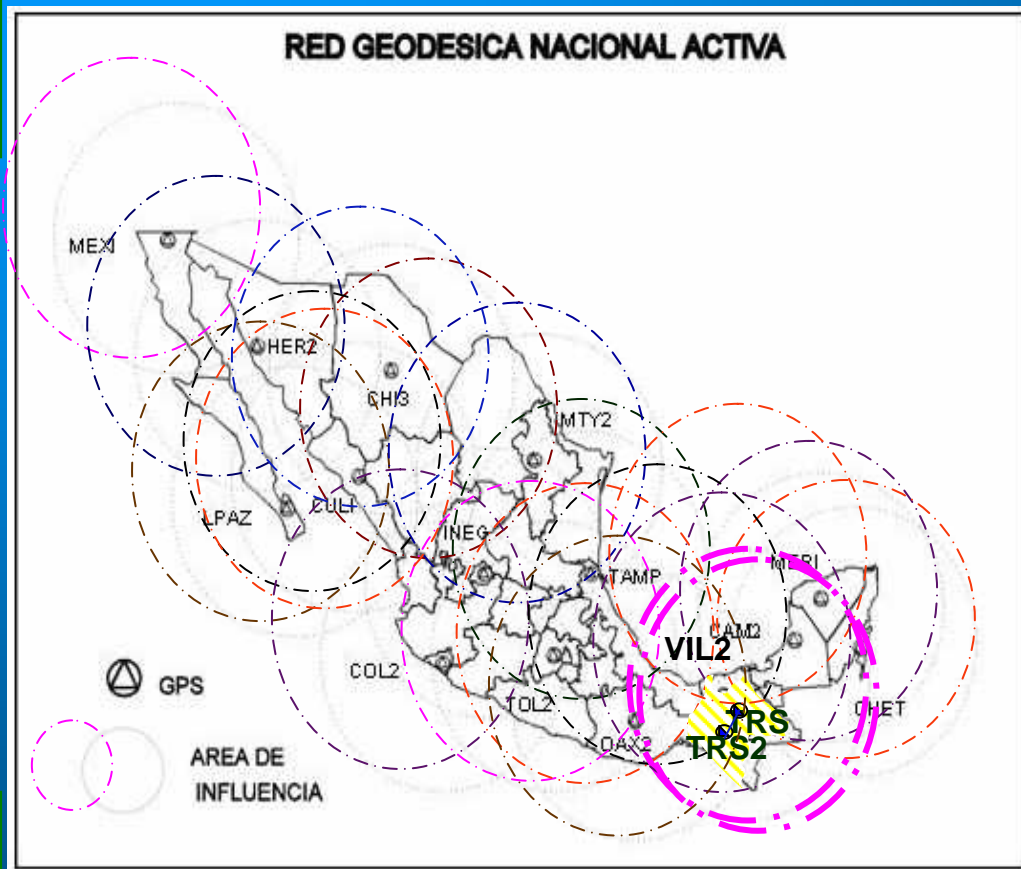 RED GEODESICA NACIONAL ACTIVA
MEXI
HER2
CHI3
MTY2
LPAZ
CULI
INEG
TAMP
MERI
CAM2
VIL2
COL2
TOL2
OAX2
CHET
TRS
TRS2
GPS
AREA DE
INFLUENCIA